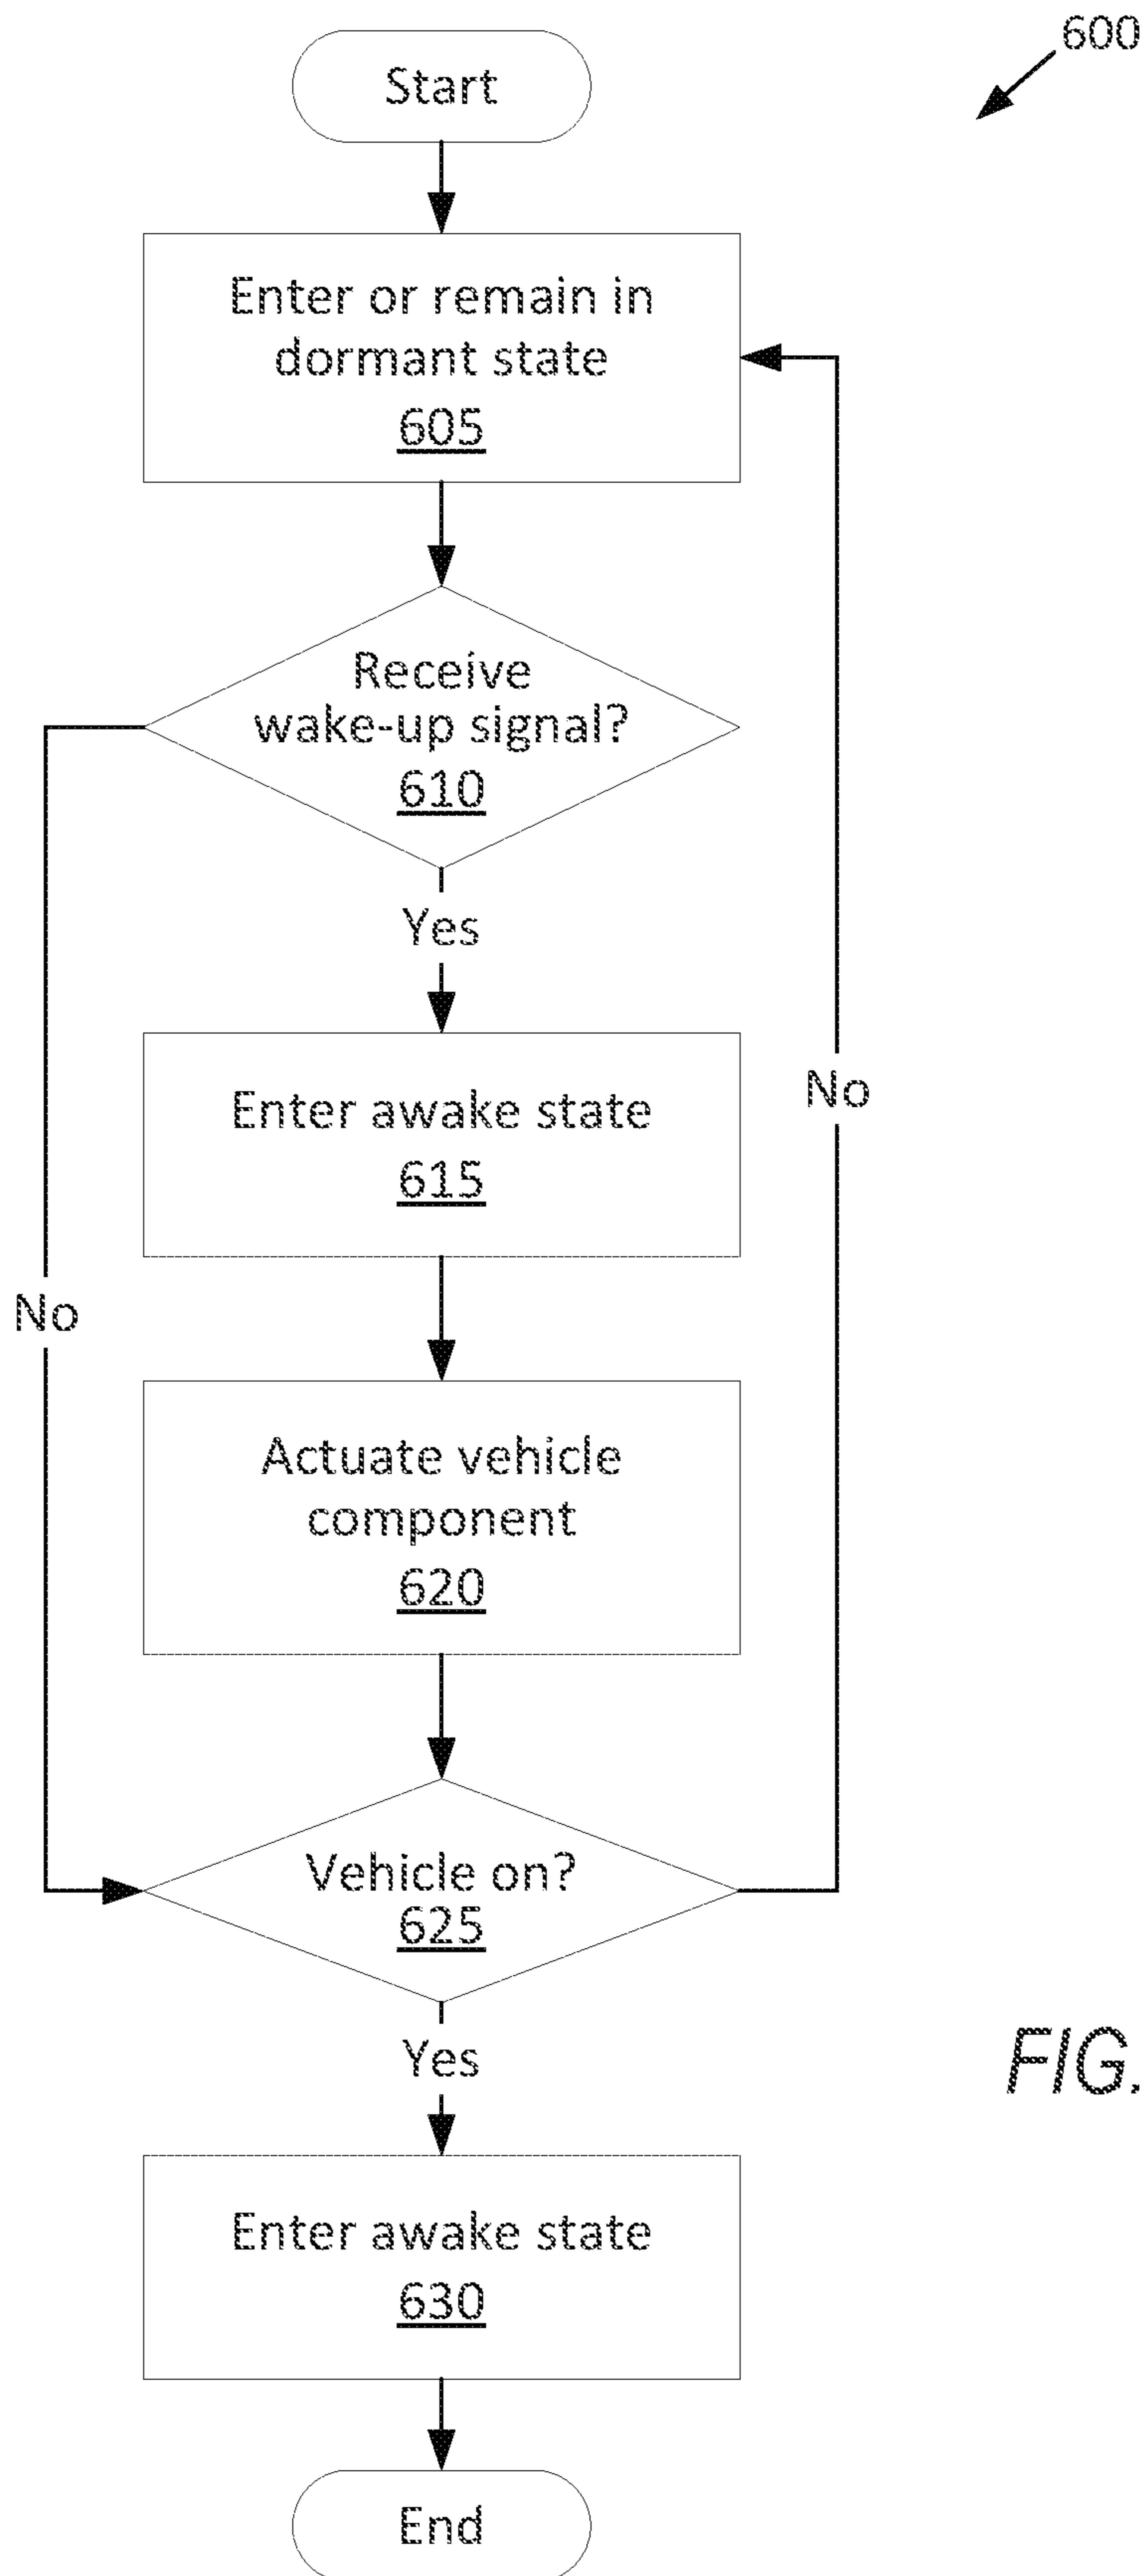 600
Start
Enter or remain in
dormant state
605
Receive
wake-up signal?
610
Yes
Enter awake state
615
No
No
Actuate vehicle
component
620
Vehicle on?
625
Yes
FIG.
Enter awake state
630
End